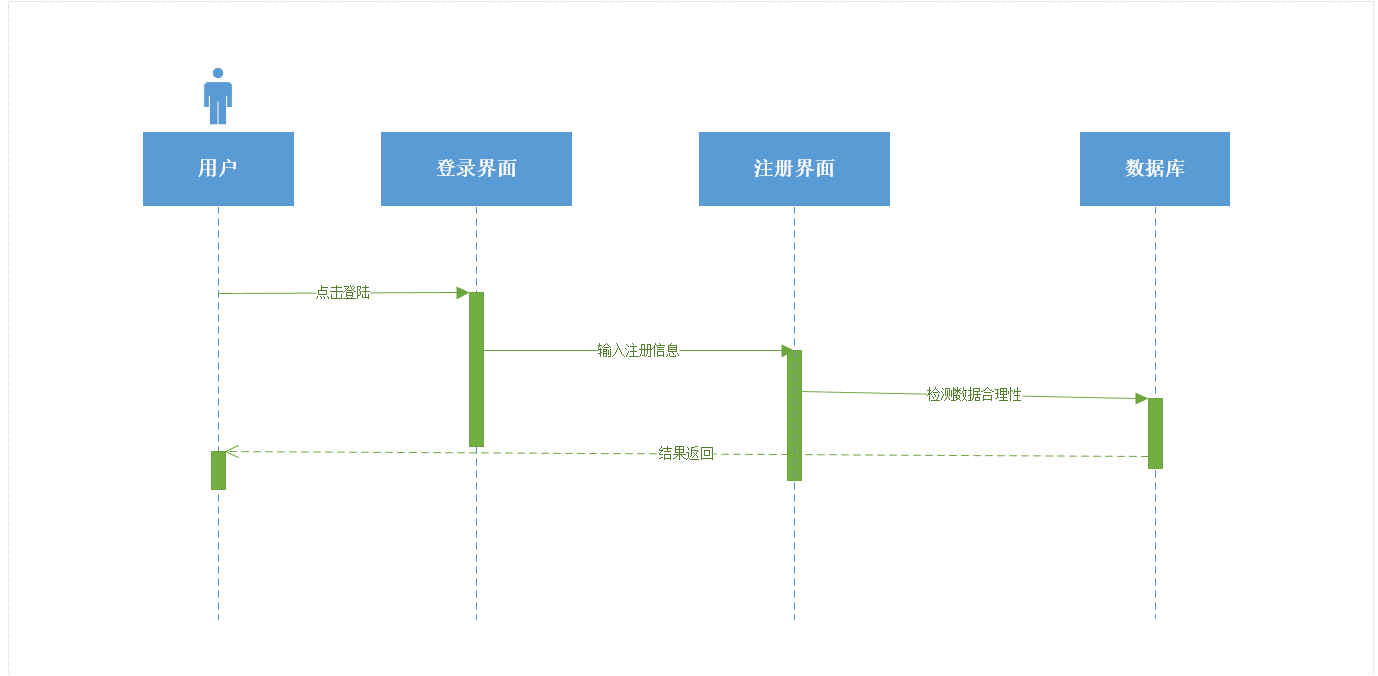 用户
登录界面
注册界面
数据库
点击登陆
输入注册信息
检测数据合理性
结果返回